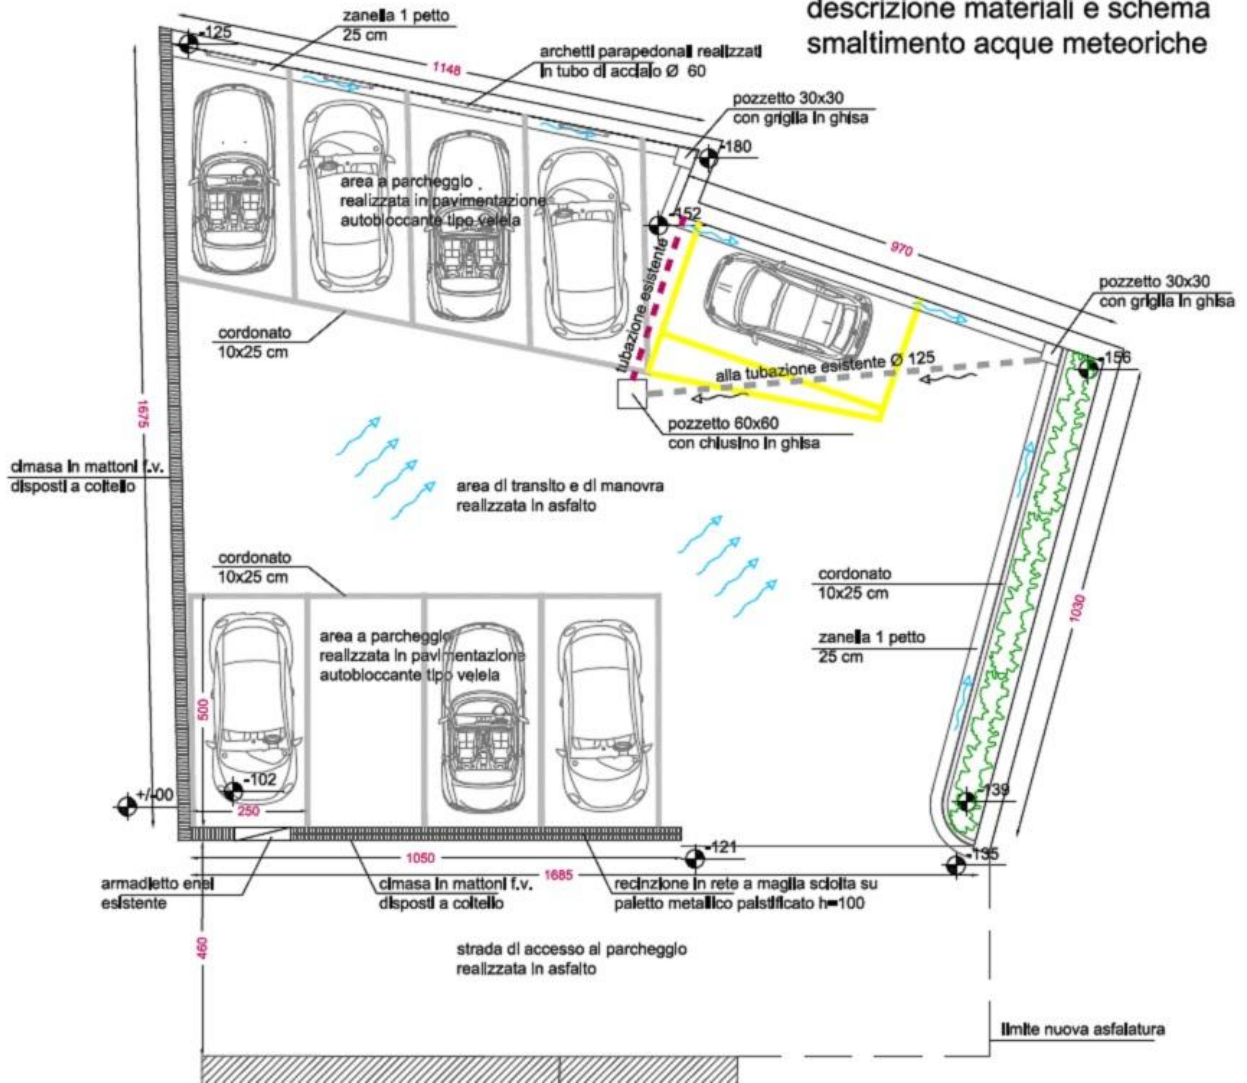 descrizione materiali e schema
smaltimento acque meteoriche
zanella 1 petto
25 cm
-125
archetti parapedonali realizzati
in tubo di acciaio Ø 60
1148
pozzetto 30x30
con griglia in ghisa
-180
area a parcheggio
realizzata in pavimentazione
autobloccante tipo velela
-152
970
tubazione esistente
pozzetto 30x30
con griglia in ghisa
cordonato
10x25 cm
alla tubazione esistente Ø 125
-156
1675
pozzetto 60x60
con chiusino in ghisa
cimasa in mattoni f.v.
disposti a coltello
area di transito e di manovra
realizzata in asfalto
cordonato
10x25 cm
cordonato
10x25 cm
1030
area a parcheggio
realizzata in pavimentazione
autobloccante tipo velela
zanella 1 petto
25 cm
500
-102
+/-00
250
-139
-121
1050
-135
1685
armadietto enel
esistente
cimasa in mattoni f.v.
disposti a coltello
recinzione in rete a maglia sciolta su
paletto metallico palstificato h=100
460
strada di accesso al parcheggio
realizzata in asfalto
limite nuova asfalatura